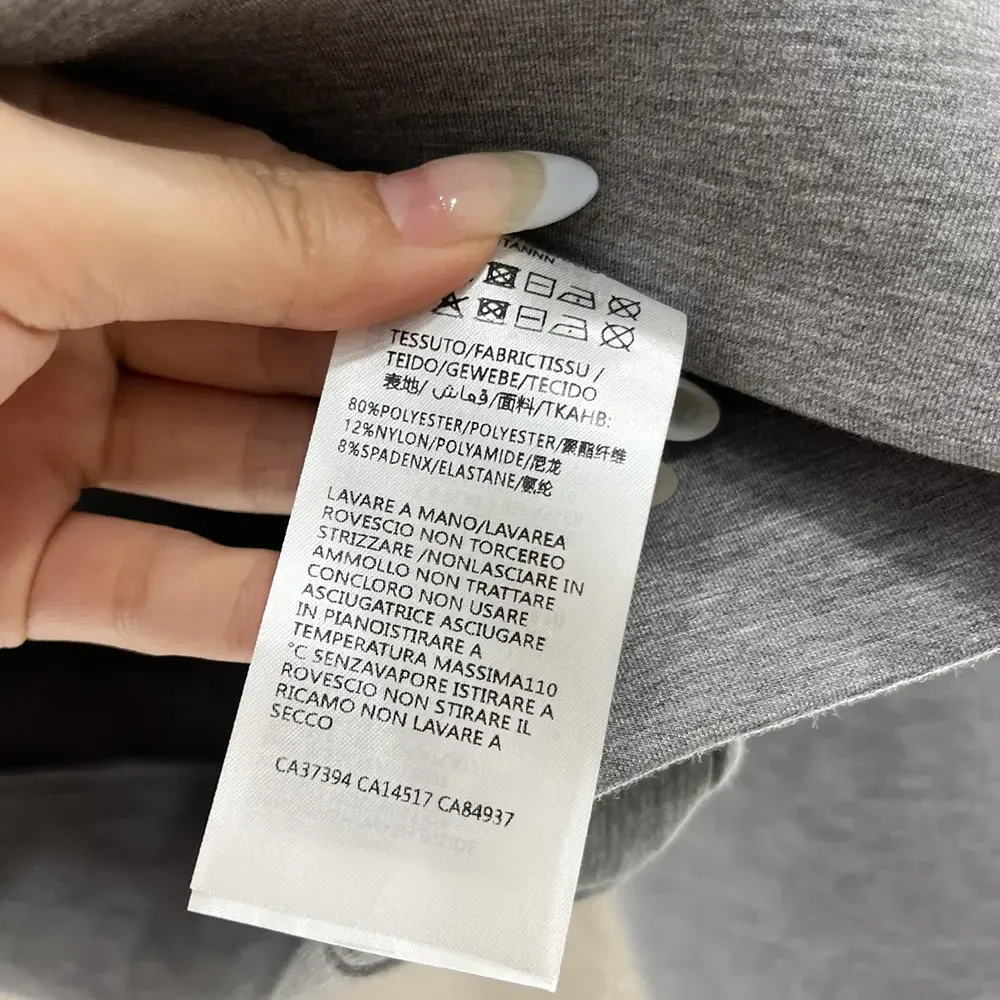 TANNN
TESSUTO/FABRICTISSU /
TEIDO/GEWEBE/TECIDO
表地/ قماش/面料/TKAHB:
80%POLYESTER/POLYESTER/聚酯纤维
12%NYLON/POLYAMIDE/尼龙
8%SPADENX/ELASTANE/氨纶
LAVARE A MANO/LAVAREA
ROVESCIO NON TORCEREO
STRIZZARE /NONLASCIARE IN
AMMOLLO NON TRATTARE
CONCLORO NON USARE
ASCIUGATRICE ASCIUGARE
IN PIANOISTIRARE A
TEMPERATURA MASSIMA110
°C SENZAVAPORE ISTIRARE A
ROVESCIO NON STIRARE IL
RICAMO NON LAVARE A
SECCO
CA37394 CA14517 CA84937